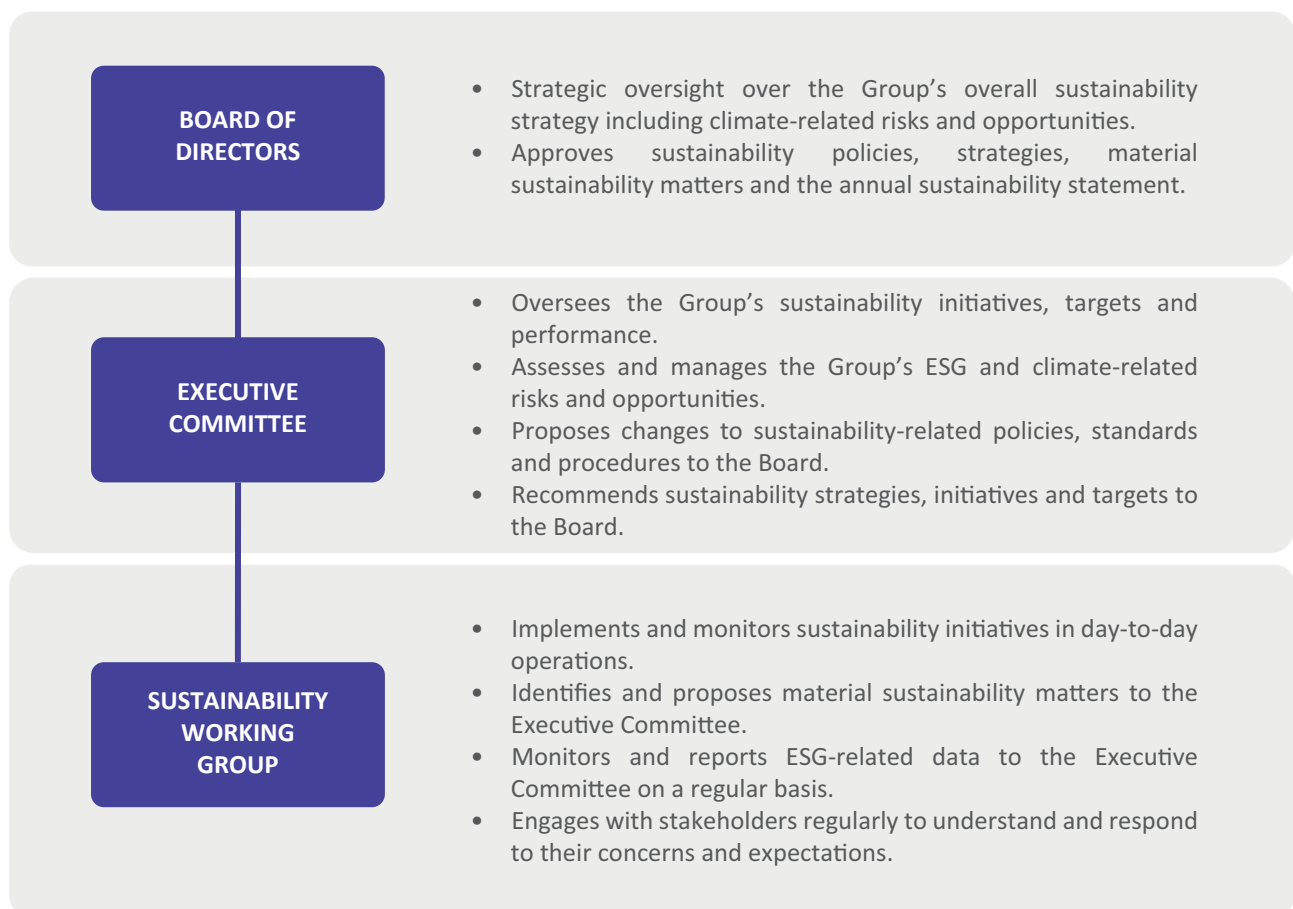 BOARD OF
DIRECTORS
• Strategic oversight over the Group’s overall sustainability
strategy including climate-related risks and opportunities.
• Approves sustainability policies, strategies, material
sustainability matters and the annual sustainability statement.
EXECUTIVE
COMMITTEE
• Oversees the Group’s sustainability initiatives, targets and
performance.
• Assesses and manages the Group’s ESG and climate-related
risks and opportunities.
• Proposes changes to sustainability-related policies, standards
and procedures to the Board.
• Recommends sustainability strategies, initiatives and targets to
the Board.
SUSTAINABILITY
WORKING
GROUP
• Implements and monitors sustainability initiatives in day-to-day
operations.
• Identifies and proposes material sustainability matters to the
Executive Committee.
• Monitors and reports ESG-related data to the Executive
Committee on a regular basis.
• Engages with stakeholders regularly to understand and respond
to their concerns and expectations.